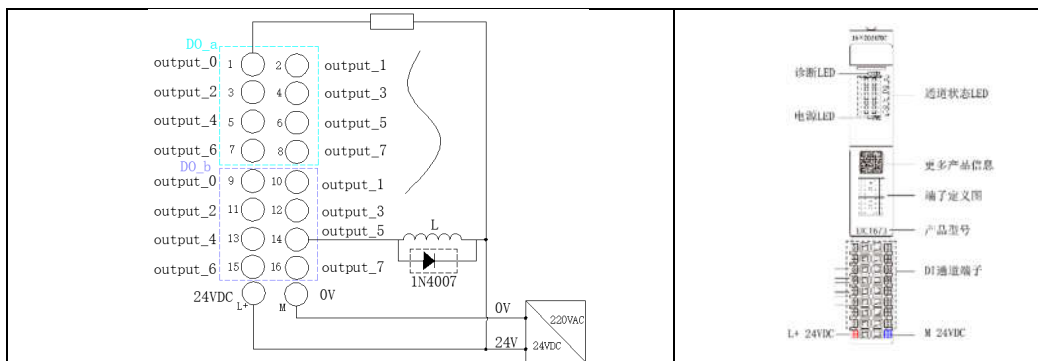 DO_a
output_0 1 2 output_1
output_2 3 4 output_3
output_4 5 6 output_5
output_6 7 8 output_7
DO_b
output_0 9 10 output_1
output_2 11 12 output_3
output_4 13 14 output_5
output_6 15 16 output_7
L
1N4007
24VDC L+ M 0V
0V
24V
220VAC
24VDC
诊断LED
通道状态LED
电源LED
更多产品信息
端子定义图
产品型号
DI通道端子
L+ 24VDC
M 24VDC